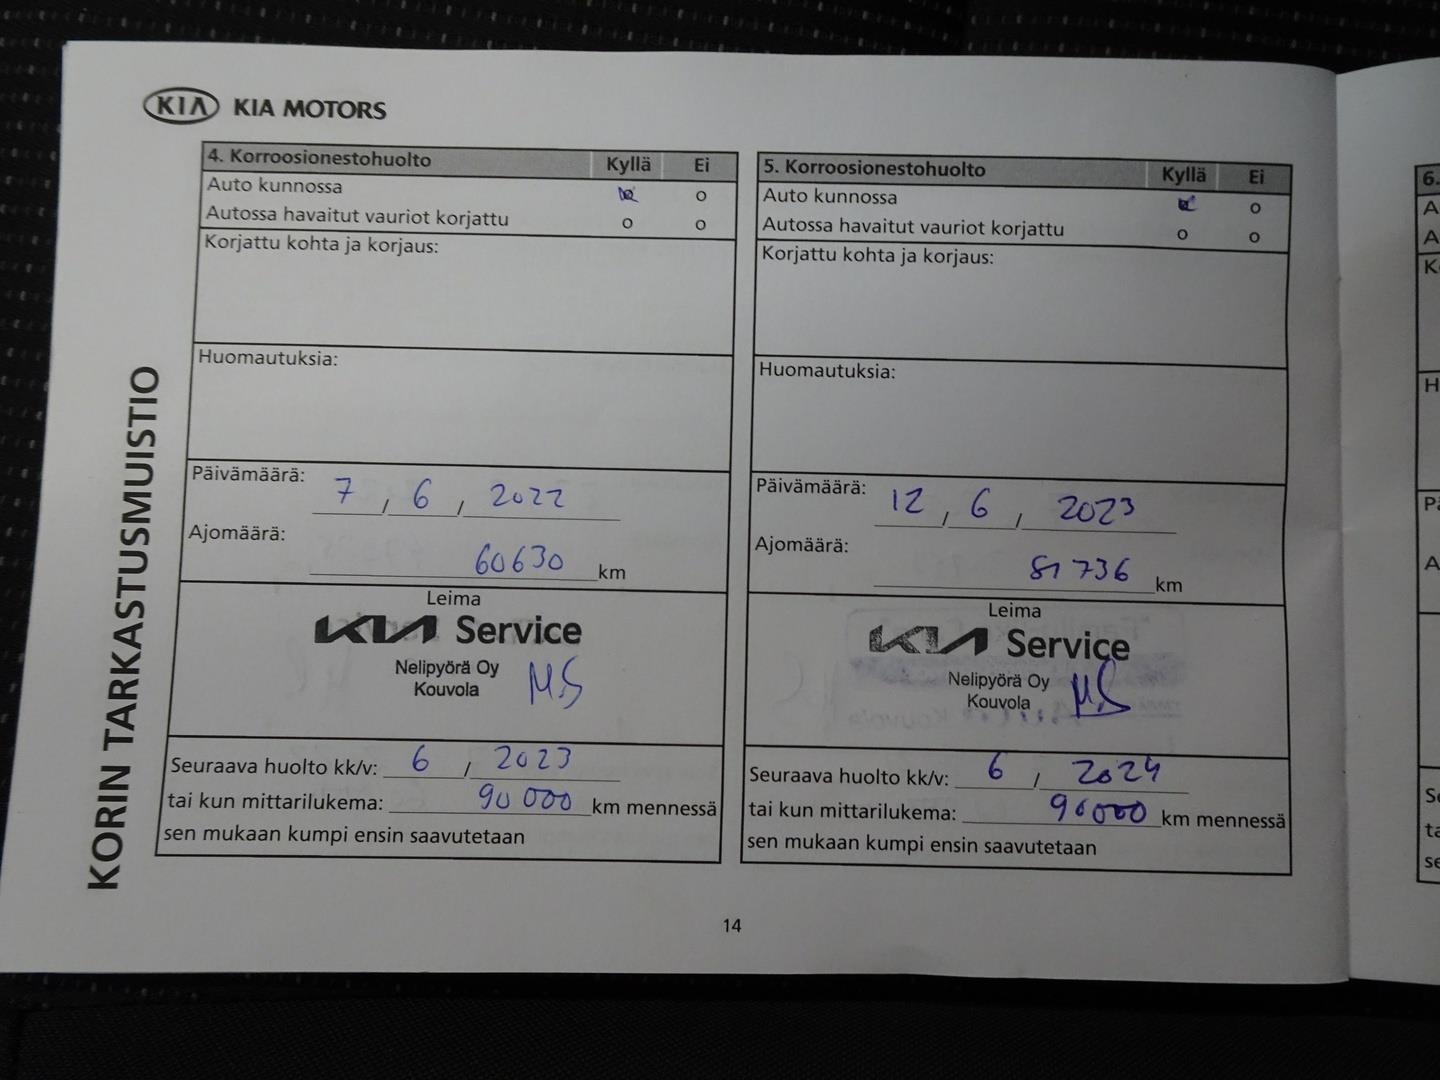 KIA KIA MOTORS
KORIN TARKASTUSMUISTIO
4. Korroosionestohuolto Kyllä Ei
Auto kunnossa o
Autossa havaitut vauriot korjattu o o
Korjattu kohta ja korjaus:
Huomautuksia:
Päivämäärä: 7 / 6 / 2022
Ajomäärä: 60630 km
Leima
KIA Service
Nelipyörä Oy
Kouvola M.S
Seuraava huolto kk/v: 6 / 2023
tai kun mittarilukema: 90 000 km mennessä
sen mukaan kumpi ensin saavutetaan
5. Korroosionestohuolto Kyllä Ei
Auto kunnossa o
Autossa havaitut vauriot korjattu o o
Korjattu kohta ja korjaus:
Huomautuksia:
Päivämäärä: 12 / 6 / 2023
Ajomäärä: 81 736 km
Leima
KIA Service
Nelipyörä Oy
Kouvola M.S
Seuraava huolto kk/v: 6 / 2024
tai kun mittarilukema: km mennessä
sen mukaan kumpi ensin saavutetaan
14
6.